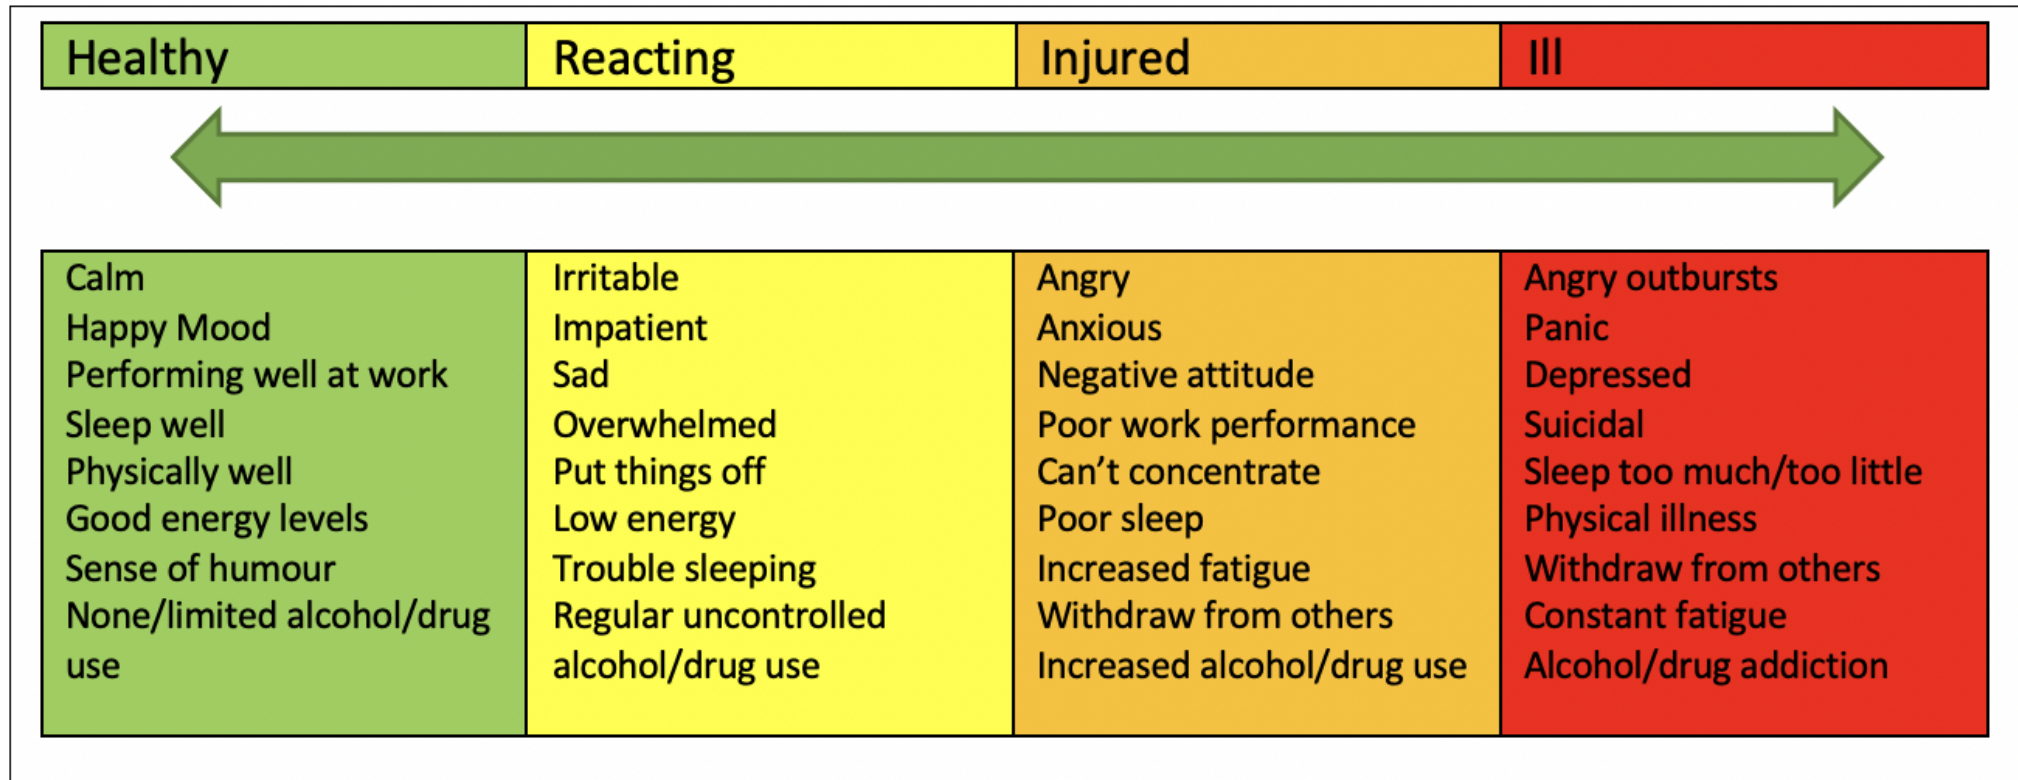 Healthy
Reacting
Injured
Ill
Calm
Happy Mood
Performing well at work
Sleep well
Physically well
Good energy levels
Sense of humour
None/limited alcohol/drug
use
Irritable
Impatient
Sad
Overwhelmed
Put things off
Low energy
Trouble sleeping
Regular uncontrolled
alcohol/drug use
Angry
Anxious
Negative attitude
Poor work performance
Can’t concentrate
Poor sleep
Increased fatigue
Withdraw from others
Increased alcohol/drug use
Angry outbursts
Panic
Depressed
Suicidal
Sleep too much/too little
Physical illness
Withdraw from others
Constant fatigue
Alcohol/drug addiction